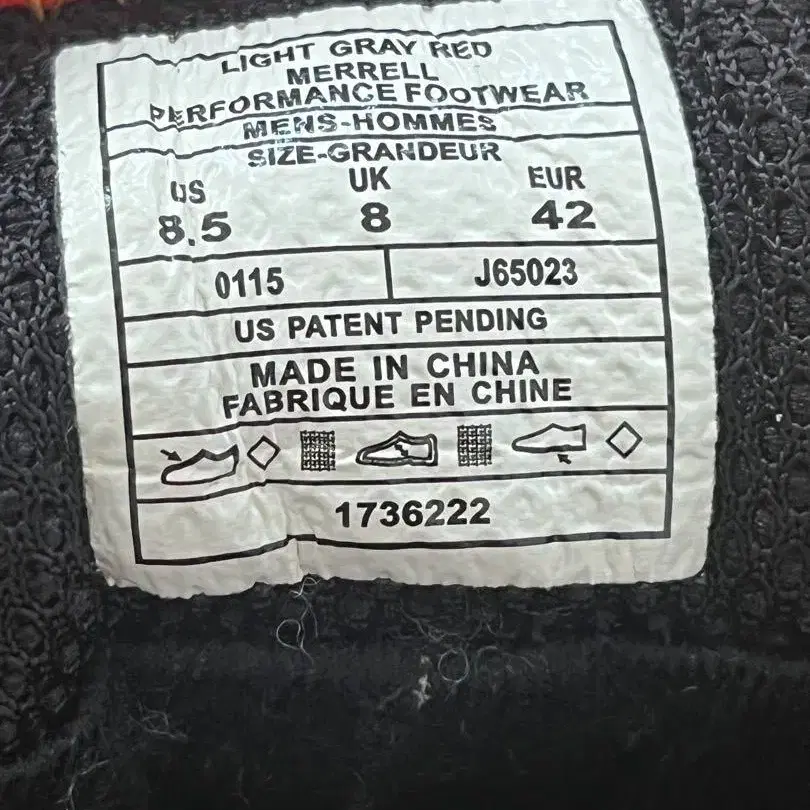 LIGHT GRAY RED
MERRELL
PERFORMANCE FOOTWEAR
MENS-HOMMES
SIZE-GRANDEUR
US UK EUR
8.5 8 42
0115 J65023
US PATENT PENDING
MADE IN CHINA
FABRIQUE EN CHINE
1736222